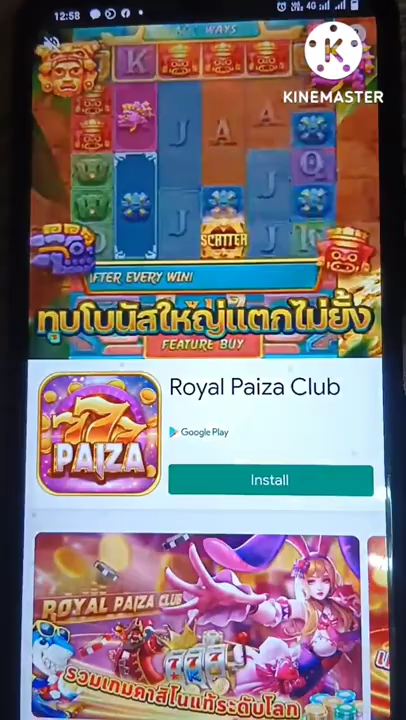 12:58
4G
WAYS
K
KINEMASTER
K
J
A
A
J
Q
J
J
SCATTER
J
AFTER EVERY WIN!
ทุบโบนัสใหญ่แตกไม่ยั้ง
FEATURE BUY
Royal Paiza Club
Google Play
777
PAIZA
Install
ROYAL PAIZA CLUB
777
รวมเกมคาสิโนแท้ระดับโลก